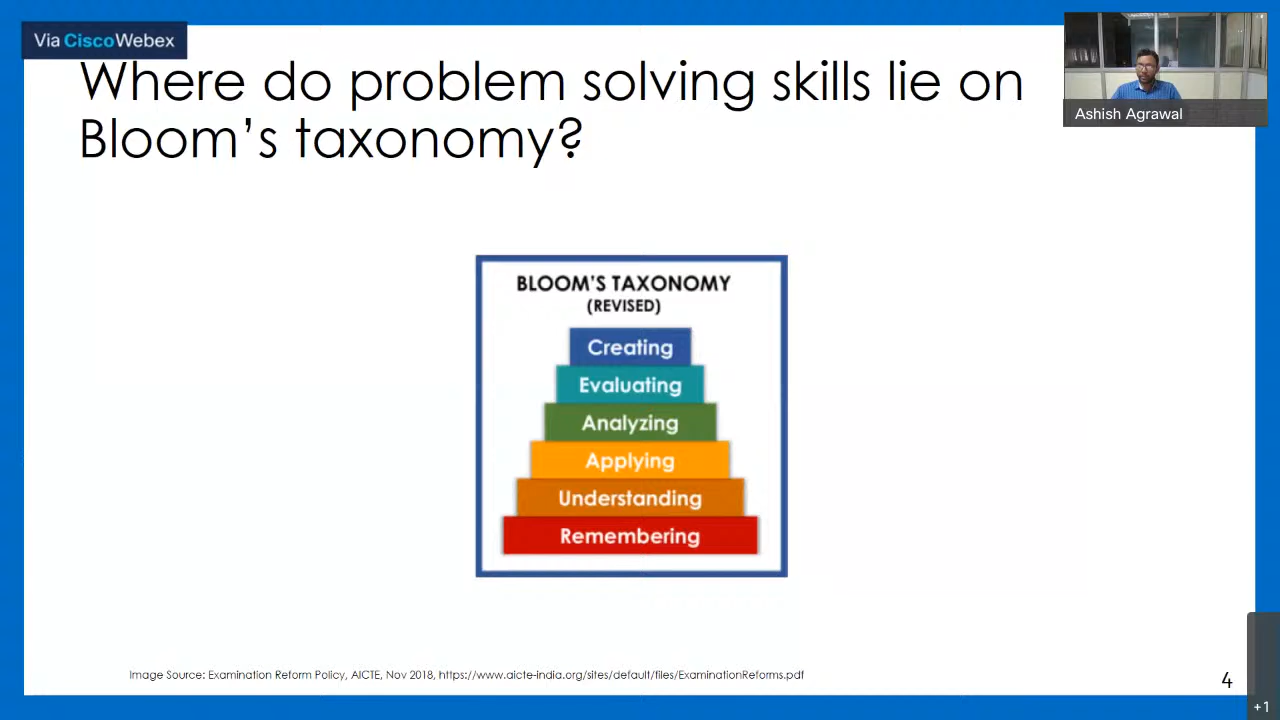 Via CiscoWebex
Where do problem solving skills lie on
Bloom's taxonomy?
Ashish Agrawal
BLOOM'S TAXONOMY
(REVISED)
Creating
Evaluating
Analyzing
Applying
Understanding
Remembering
Image Source: Examination Reform Policy, AICTE, Nov 2018, https://www.aicte-india.org/sites/default/files/ExaminationReforms.pdf
4
+1